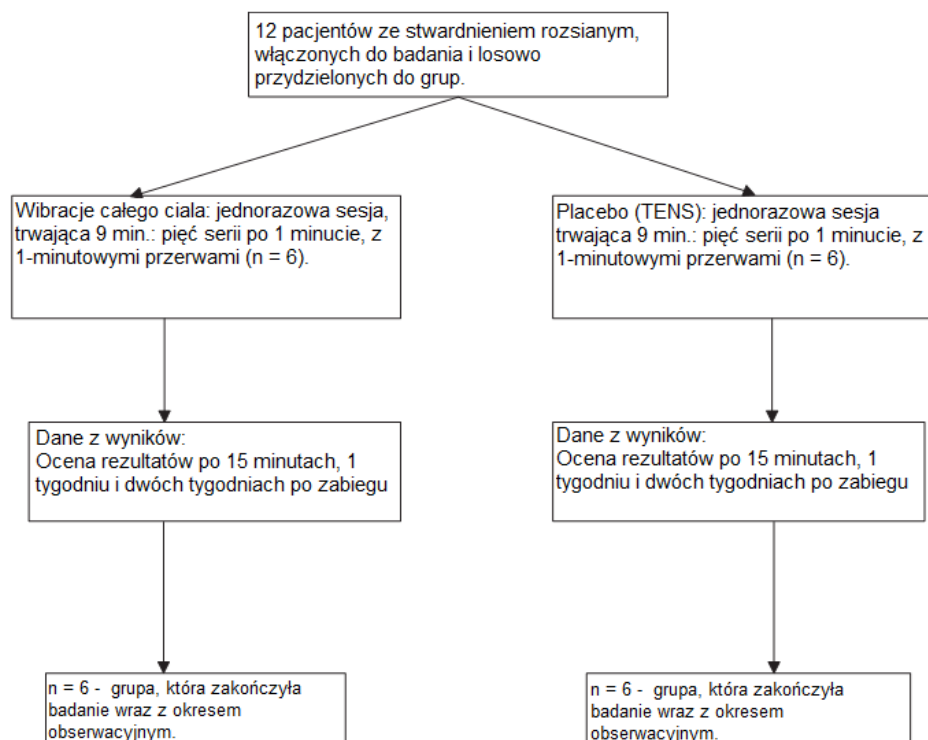 12 pacjentów ze stwardnieniem rozsianym,
włączonych do badania i losowo
przydzielonych do grup.
Wibracje całego ciala: jednorazowa sesja,
trwająca 9 min.: pięć serii po 1 minucie, z
1-minutowymi przerwami (n = 6).
Placebo (TENS): jednorazowa sesja
trwająca 9 min.: pięć serii po 1 minucie, z
1-minutowymi przerwami (n = 6).
Dane z wyników:
Ocena rezultatów po 15 minutach, 1
tygodniu i dwóch tygodniach po zabiegu
Dane z wyników:
Ocena rezultatów po 15 minutach, 1
tygodniu i dwóch tygodniach po zabiegu
n = 6 - grupa, która zakończyła
badanie wraz z okresem
obserwacyjnym.
n = 6 - grupa, która zakończyła
badanie wraz z okresem
obserwacyjnym.